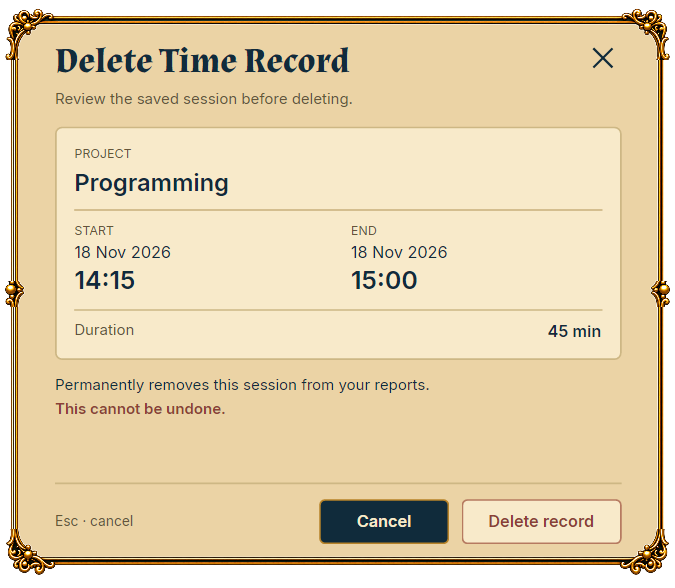 Delete Time Record
Review the saved session before deleting.
PROJECT
Programming
START
18 Nov 2026
14:15
END
18 Nov 2026
15:00
Duration
45 min
Permanently removes this session from your reports.
This cannot be undone.
Esc · cancel
Cancel
Delete record